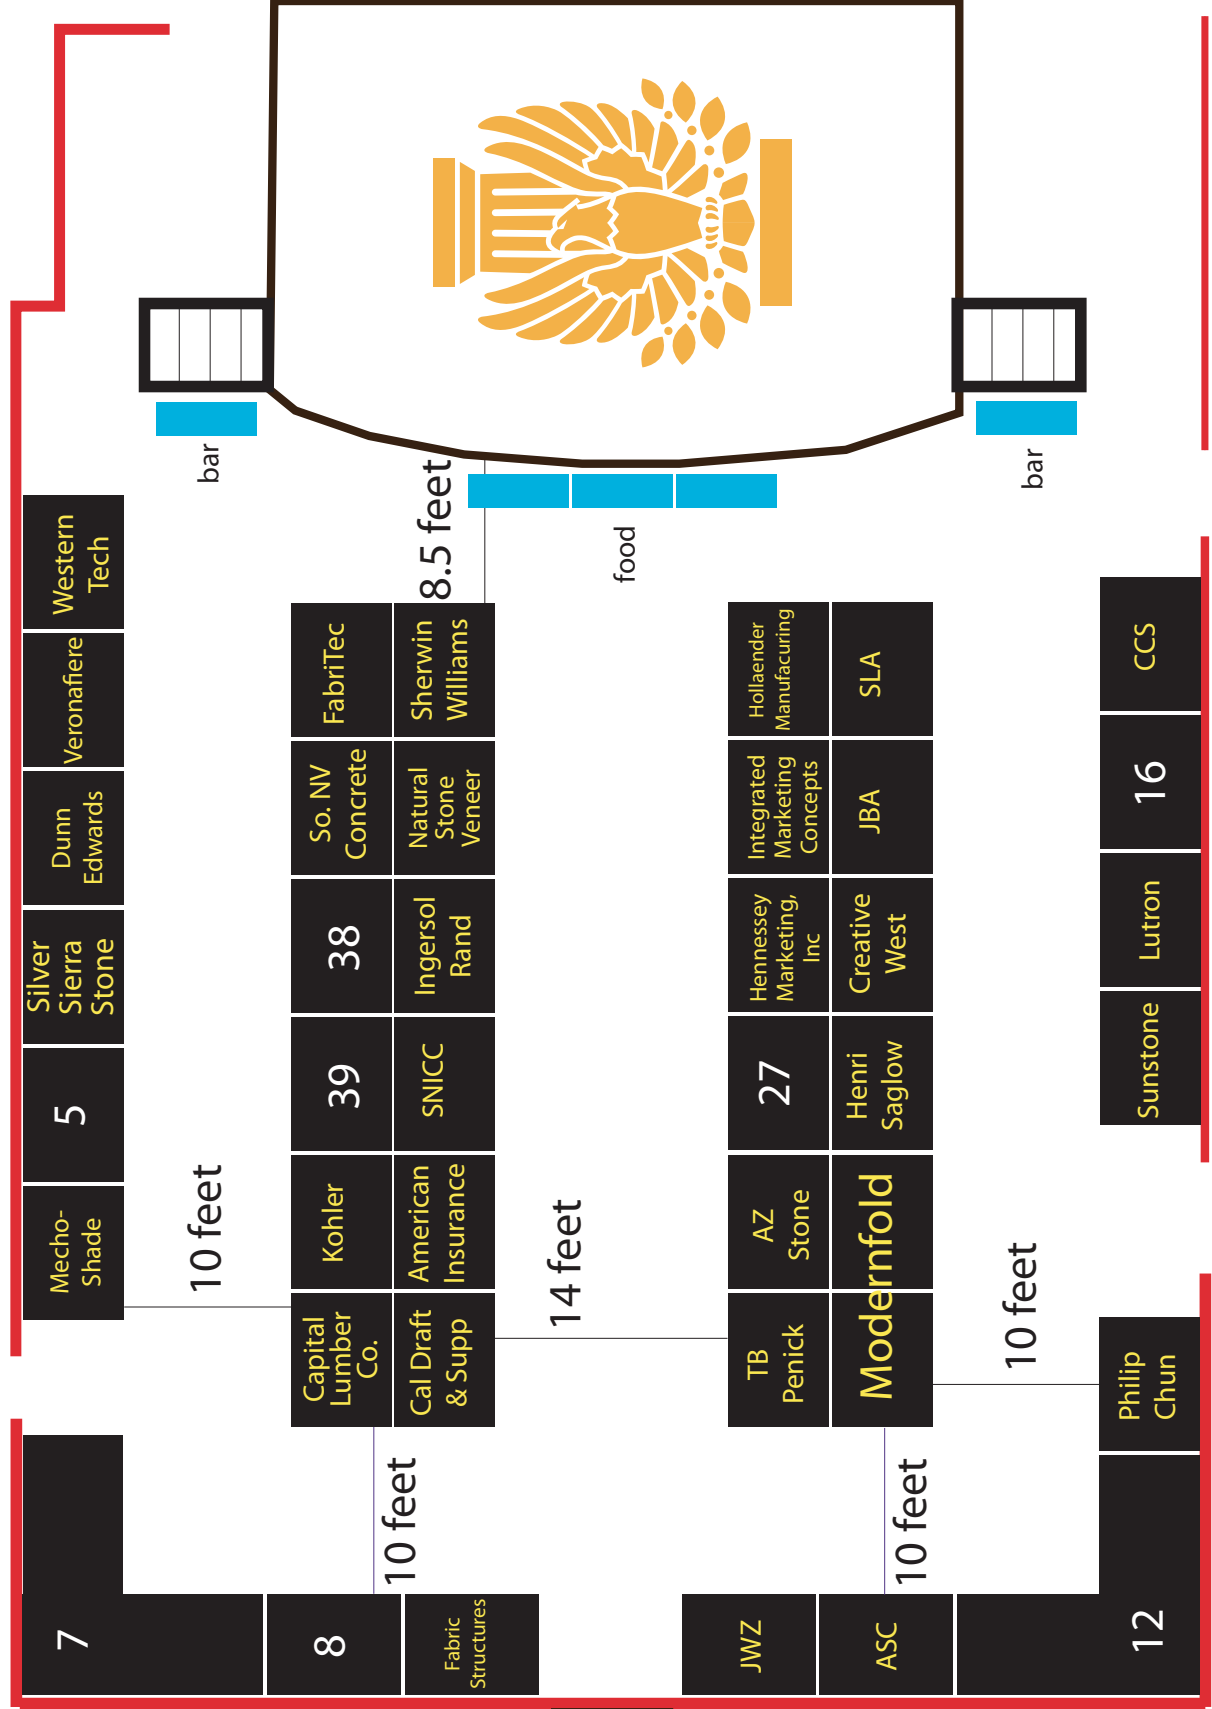 bar
bar
8.5 feet
food
Western
Tech
Veronafiere
Dunn
Edwards
Silver
Sierra
Stone
5
Mecho-
Shade
10 feet
FabriTec
Sherwin
Williams
So. NV
Concrete
Natural
Stone
Veneer
38
Ingersol
Rand
39
SNICC
Kohler
American
Insurance
Capital
Lumber
Co.
Cal Draft
& Supp
14 feet
Hollaender
Manufacuring
SLA
Integrated
Marketing
Concepts
JBA
Hennessey
Marketing,
Inc
Creative
West
27
Henri
Saglow
AZ
Stone
Modernfold
TB
Penick
CCS
16
Lutron
Sunstone
10 feet
Philip
Chun
10 feet
10 feet
7
8
Fabric
Structures
JWZ
ASC
12